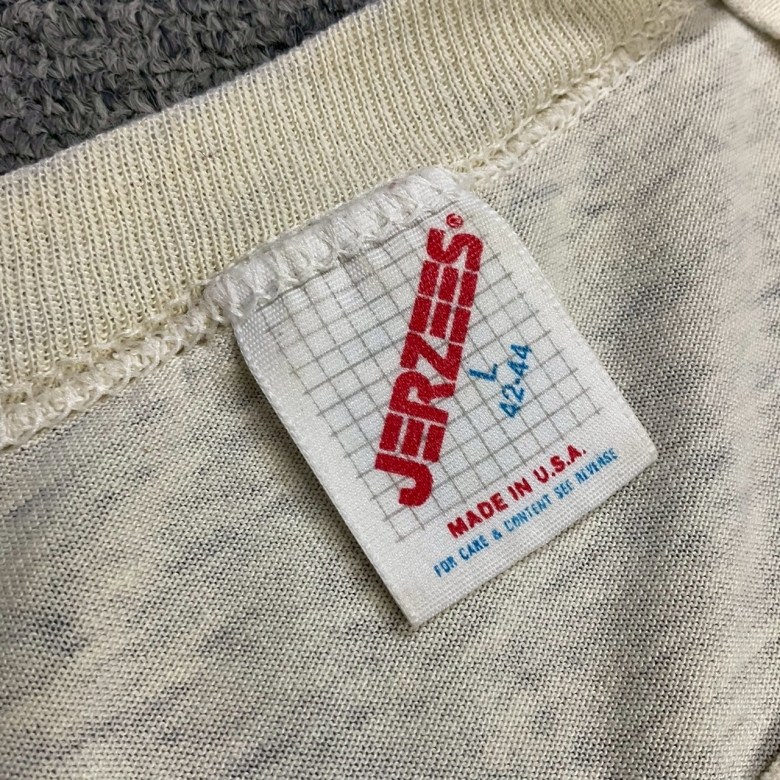 JERZEES®
L
42-44
MADE IN U.S.A.
FOR CARE & CONTENT SEE REVERSE